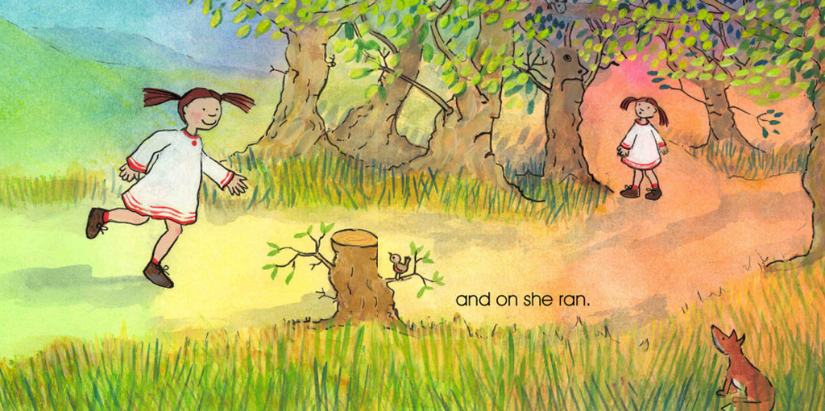 and on she ran.